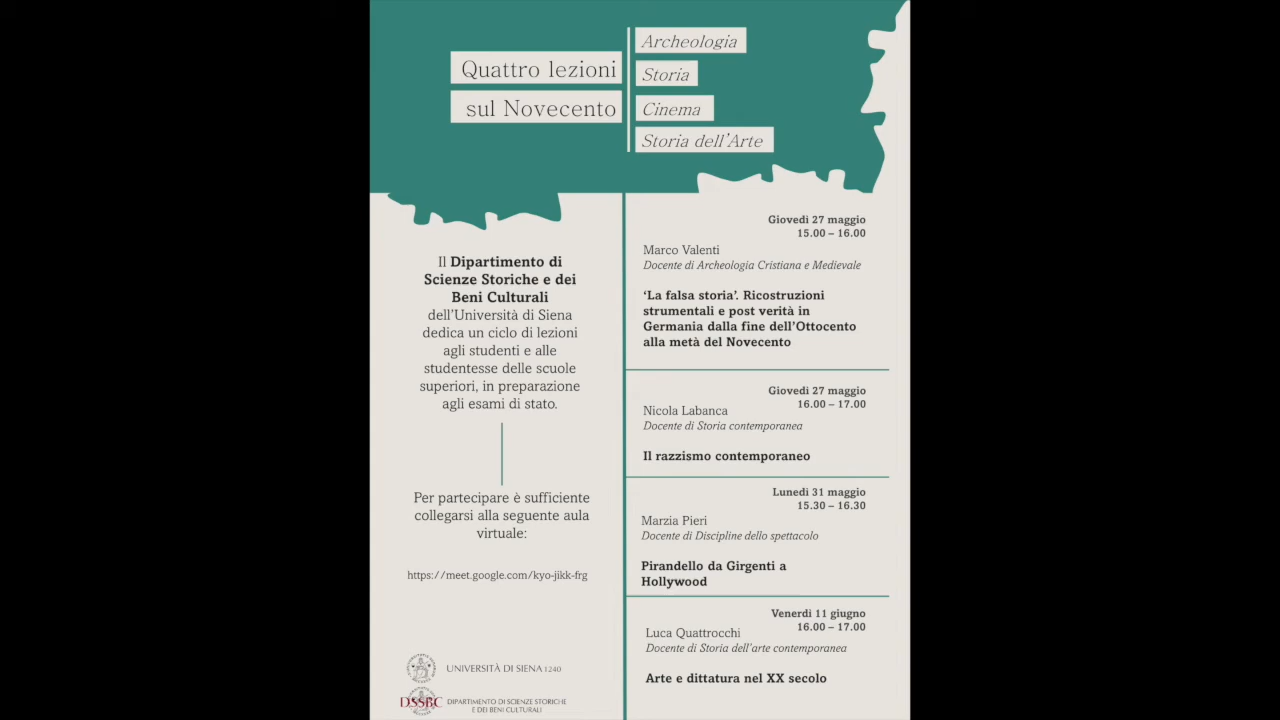 Quattro lezioni
sul Novecento
Archeologia
Storia
Cinema
Storia dell'Arte
Il Dipartimento di
Scienze Storiche e dei
Beni Culturali
dell'Università di Siena
dedica un ciclo di lezioni
agli studenti e alle
studentesse delle scuole
superiori, in preparazione
agli esami di stato.
Per partecipare è sufficiente
collegarsi alla seguente aula
virtuale:
https://meet.google.com/kyo-jikk-frg
UNIVERSITÀ DI SIENA 1240
DSSBC
DIPARTIMENTO DI SCIENZE STORICHE
E DEI BENI CULTURALI
Giovedì 27 maggio
15.00 – 16.00
Marco Valenti
Docente di Archeologia Cristiana e Medievale
‘La falsa storia’. Ricostruzioni
strumentali e post verità in
Germania dalla fine dell’Ottocento
alla metà del Novecento
Giovedì 27 maggio
16.00 – 17.00
Nicola Labanca
Docente di Storia contemporanea
Il razzismo contemporaneo
Lunedì 31 maggio
15.30 – 16.30
Marzia Pieri
Docente di Discipline dello spettacolo
Pirandello da Girgenti a
Hollywood
Venerdì 11 giugno
16.00 – 17.00
Luca Quattrocchi
Docente di Storia dell'arte contemporanea
Arte e dittatura nel XX secolo